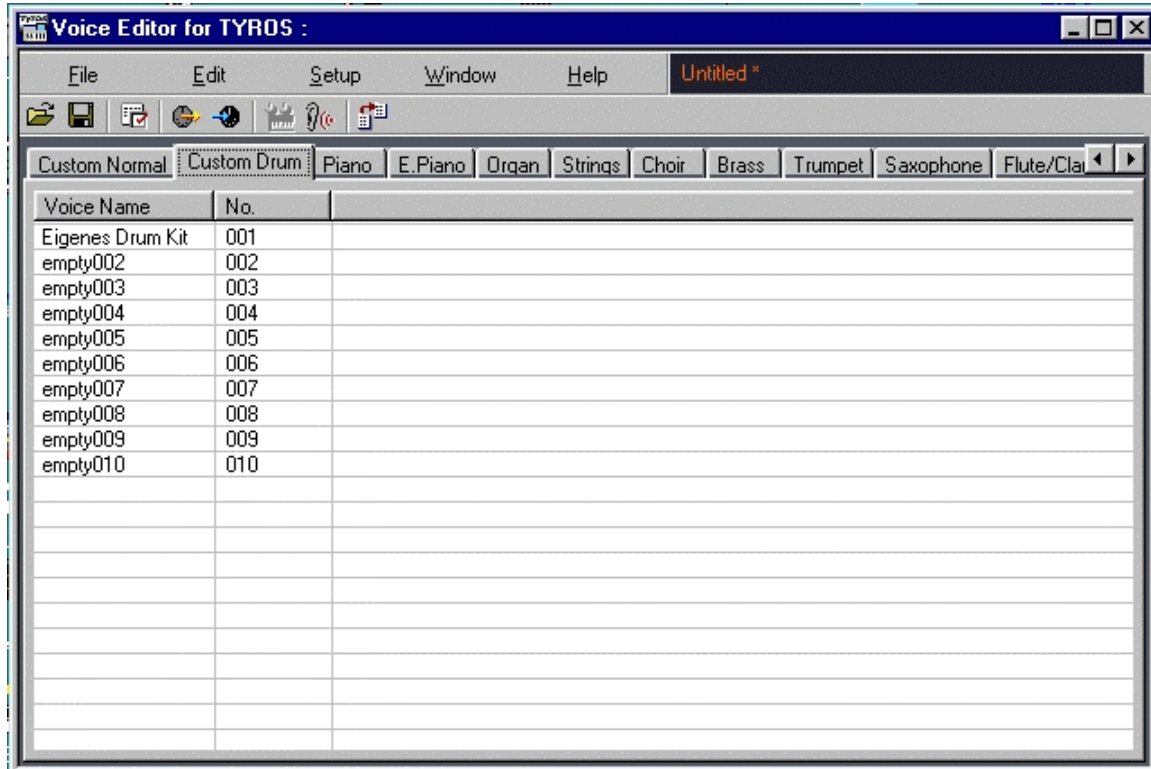 Voice Editor for TYROS :
File Edit Setup Window Help Untitled *
Custom Normal Custom Drum Piano E.Piano Organ Strings Choir Brass Trumpet Saxophone Flute/Cla
Voice Name No.
Eigenes Drum Kit 001
empty002 002
empty003 003
empty004 004
empty005 005
empty006 006
empty007 007
empty008 008
empty009 009
empty010 010